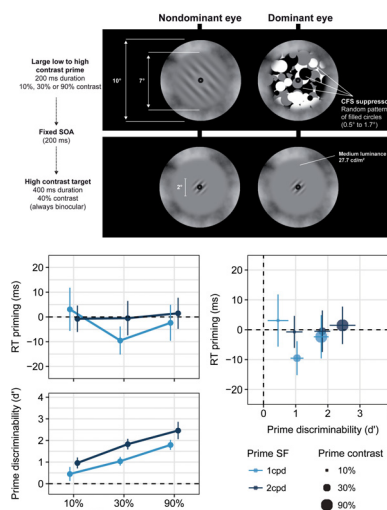 Nondominant eye
Dominant eye
Large low to high
contrast prime
200 ms duration
10%, 30% or 90% contrast
10°
7°
CFS suppressor
Random pattern
of filled circles
(0.5° to 1.7°)
Fixed SOA
(200 ms)
High contrast target
400 ms duration
40% contrast
(always binocular)
2°
Medium luminance
27.7 cd/m²
RT priming (ms)
20
10
0
-10
-20
RT priming (ms)
20
10
0
-10
-20
0
1
2
3
Prime discriminability (d')
Prime discriminability (d')
4
3
2
1
0
10%
30%
90%
Prime SF
1cpd
2cpd
Prime contrast
10%
30%
90%